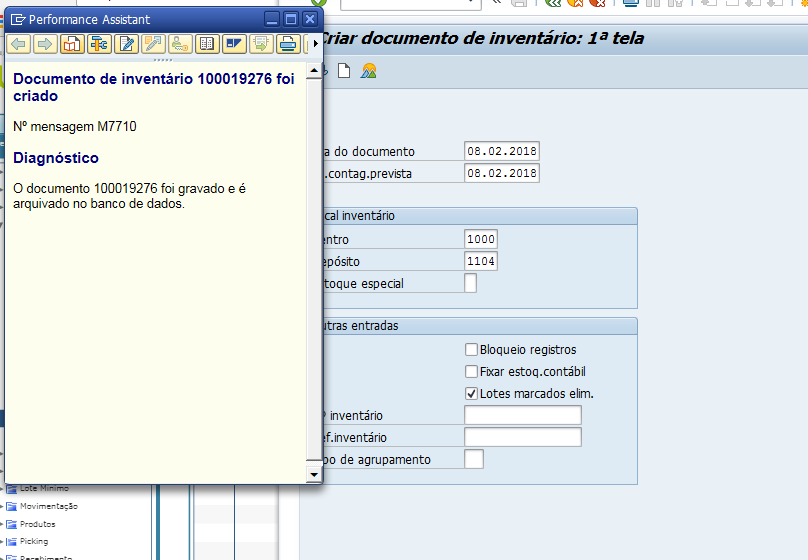 Performance Assistant
Criar documento de inventário: 1ª tela
Documento de inventário 100019276 foi
criado
Nº mensagem M7710
Diagnóstico
O documento 100019276 foi gravado e é
arquivado no banco de dados.
a do documento 08.02.2018
.contag.prevista 08.02.2018
cal inventário
entro 1000
epósito 1104
toque especial
utras entradas
Bloqueio registros
Fixar estoq.contábil
Lotes marcados elim.
º inventário
ef.inventário
po de agrupamento
Lote Mínimo
Movimentação
Produtos
Picking
Recebimento